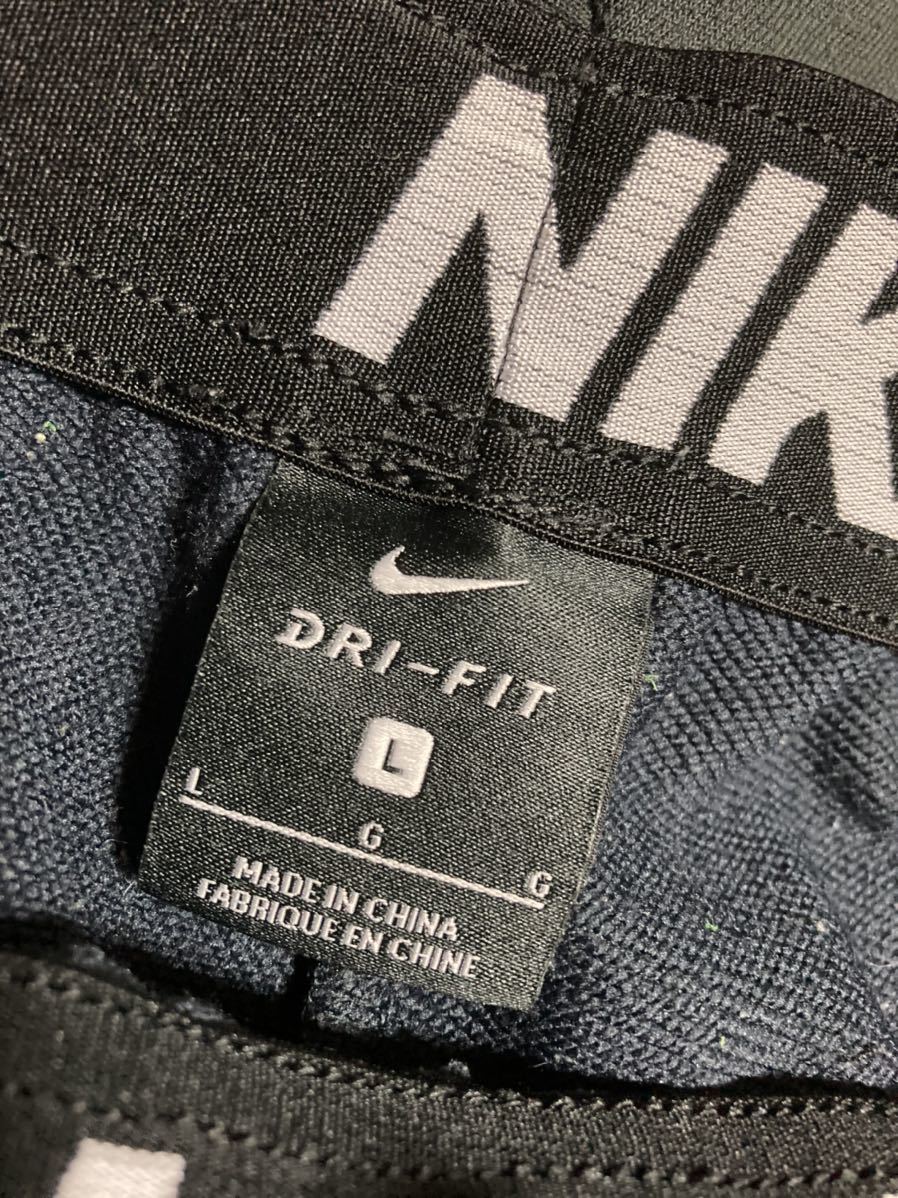 NIK
DRI-FIT
L
L G G
MADE IN CHINA
FABRIQUE EN CHINE